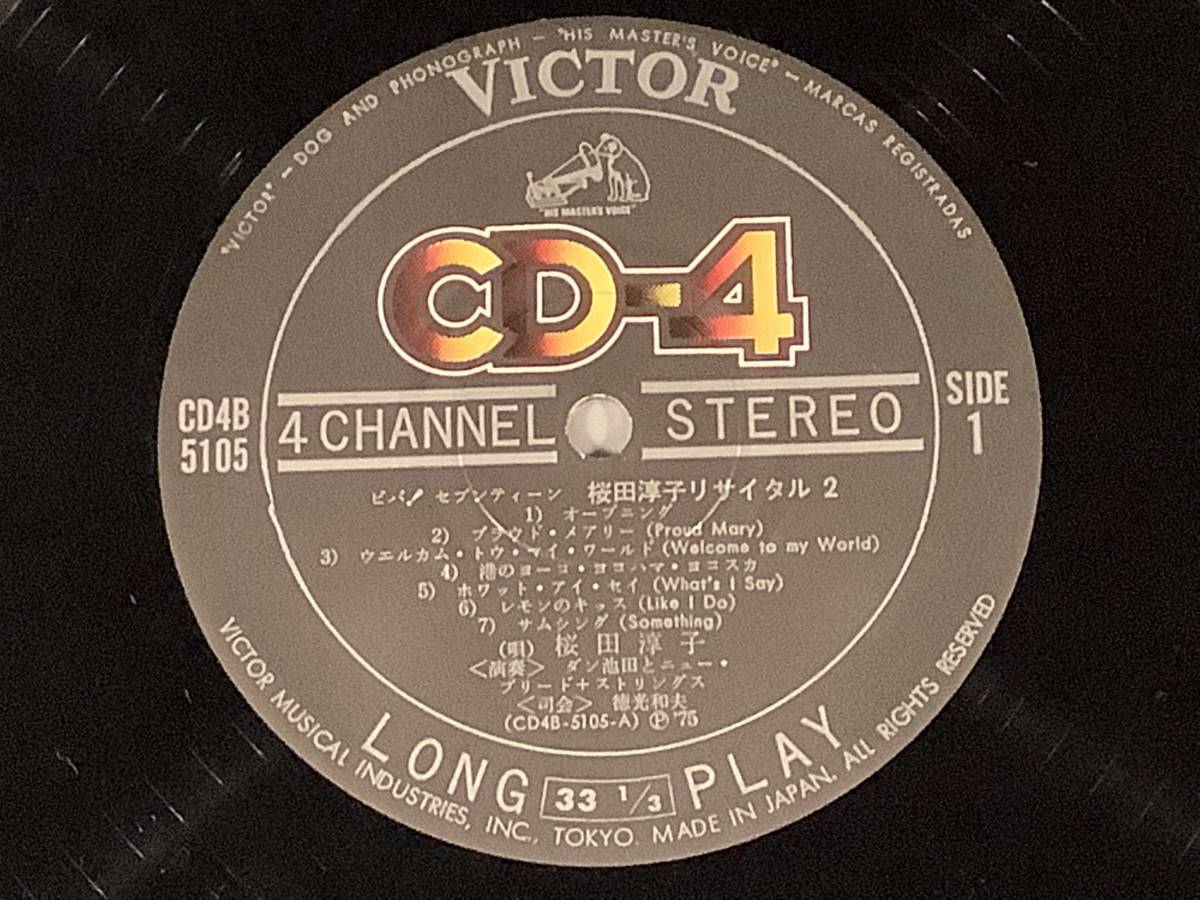 "VICTOR" – DOG AND PHONOGRAPH – "HIS MASTER'S VOICE" – MARCAS REGISTRADAS
VICTOR
"HIS MASTER'S VOICE"
CD-4
CD4B
5105
4 CHANNEL STEREO
SIDE
1
ビバ! セブンティーン 桜田淳子リサイタル 2
1) オープニング
2) プラウド・メアリー (Proud Mary)
3) ウエルカム・トウ・マイ・ワールド (Welcome to my World)
4) 港のヨーコ・ヨコハマ・ヨコスカ
5) ホワット・アイ・セイ (What's I Say)
6) レモンのキッス (Like I Do)
7) サムシング (Something)
(唄) 桜田淳子
<演奏> ダン池田とニュー・
ブリード+ストリングス
<司会> 徳光和夫
(CD4B-5105-A) Ⓟ '75
LONG 33 1/3 PLAY
VICTOR MUSICAL INDUSTRIES, INC., TOKYO. MADE IN JAPAN. ALL RIGHTS RESERVED